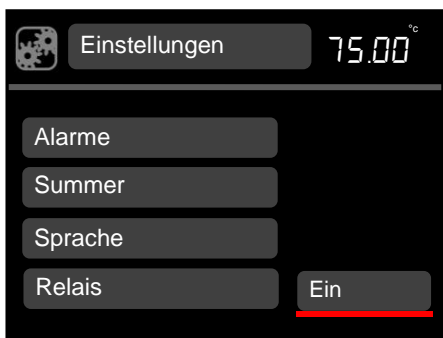 Einstellungen 75.00 °c
Alarme
Summer
Sprache
Relais Ein